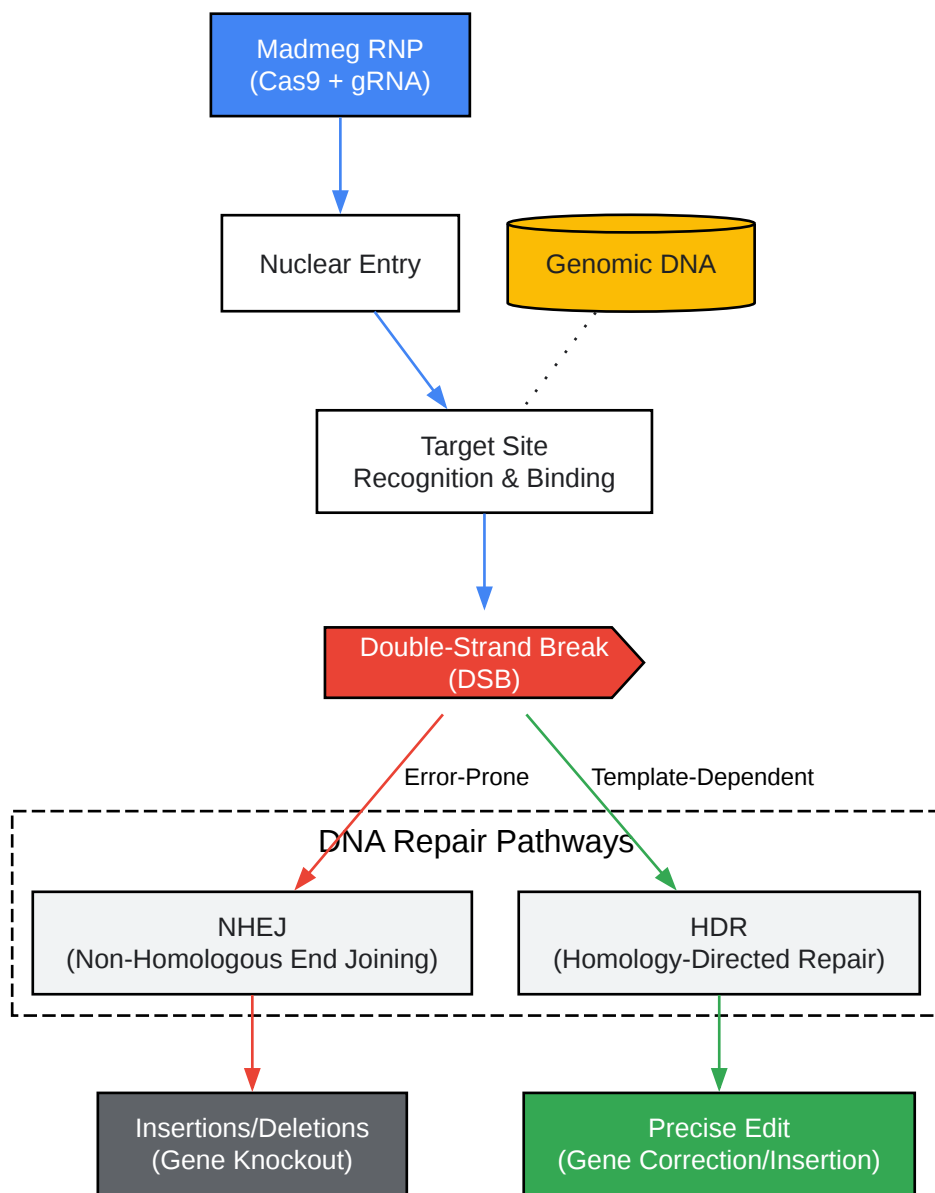 Madmeg RNP
(Cas9 + gRNA)
Nuclear Entry
Genomic DNA
Target Site
Recognition & Binding
Double-Strand Break
(DSB)
Error-Prone
Template-Dependent
DNA Repair Pathways
NHEJ
(Non-Homologous End Joining)
HDR
(Homology-Directed Repair)
Insertions/Deletions
(Gene Knockout)
Precise Edit
(Gene Correction/Insertion)